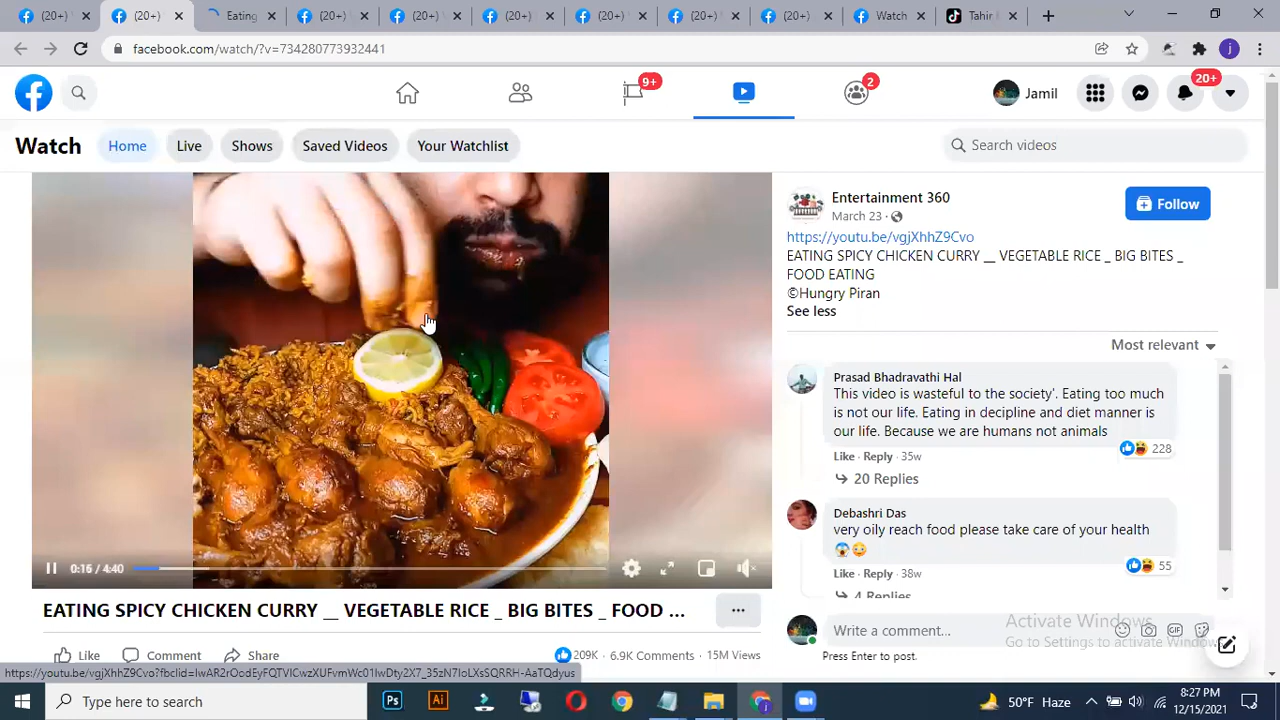 (20+)
(20+)
Eating
(20+)
(20+)
(20+)
(20+)
(20+)
(20+)
Watch
Tahir
facebook.com/watch/?v=734280773932441
j
9+
2
Jamil
20+
Watch
Home
Live
Shows
Saved Videos
Your Watchlist
Search videos
Entertainment 360
March 23 ·
Follow
https://youtu.be/vgjXhhZ9Cvo
EATING SPICY CHICKEN CURRY __ VEGETABLE RICE _ BIG BITES _
FOOD EATING
©Hungry Piran
See less
Most relevant
Prasad Bhadravathi Hal
This video is wasteful to the society'. Eating too much
is not our life. Eating in decipline and diet manner is
our life. Because we are humans not animals
228
Like · Reply · 35w
20 Replies
Debashri Das
very oily reach food please take care of your health
55
Like · Reply · 38w
4 Replies
0:16 / 4:40
EATING SPICY CHICKEN CURRY __ VEGETABLE RICE _ BIG BITES _ FOOD ...
...
Write a comment...
GIF
Press Enter to post.
Activate Windows
Go to Settings to activate Windows
Like
Comment
Share
209K · 6.9K Comments · 15M Views
Type here to search
Ps
Ai
50°F Haze
8:27 PM
12/15/2021